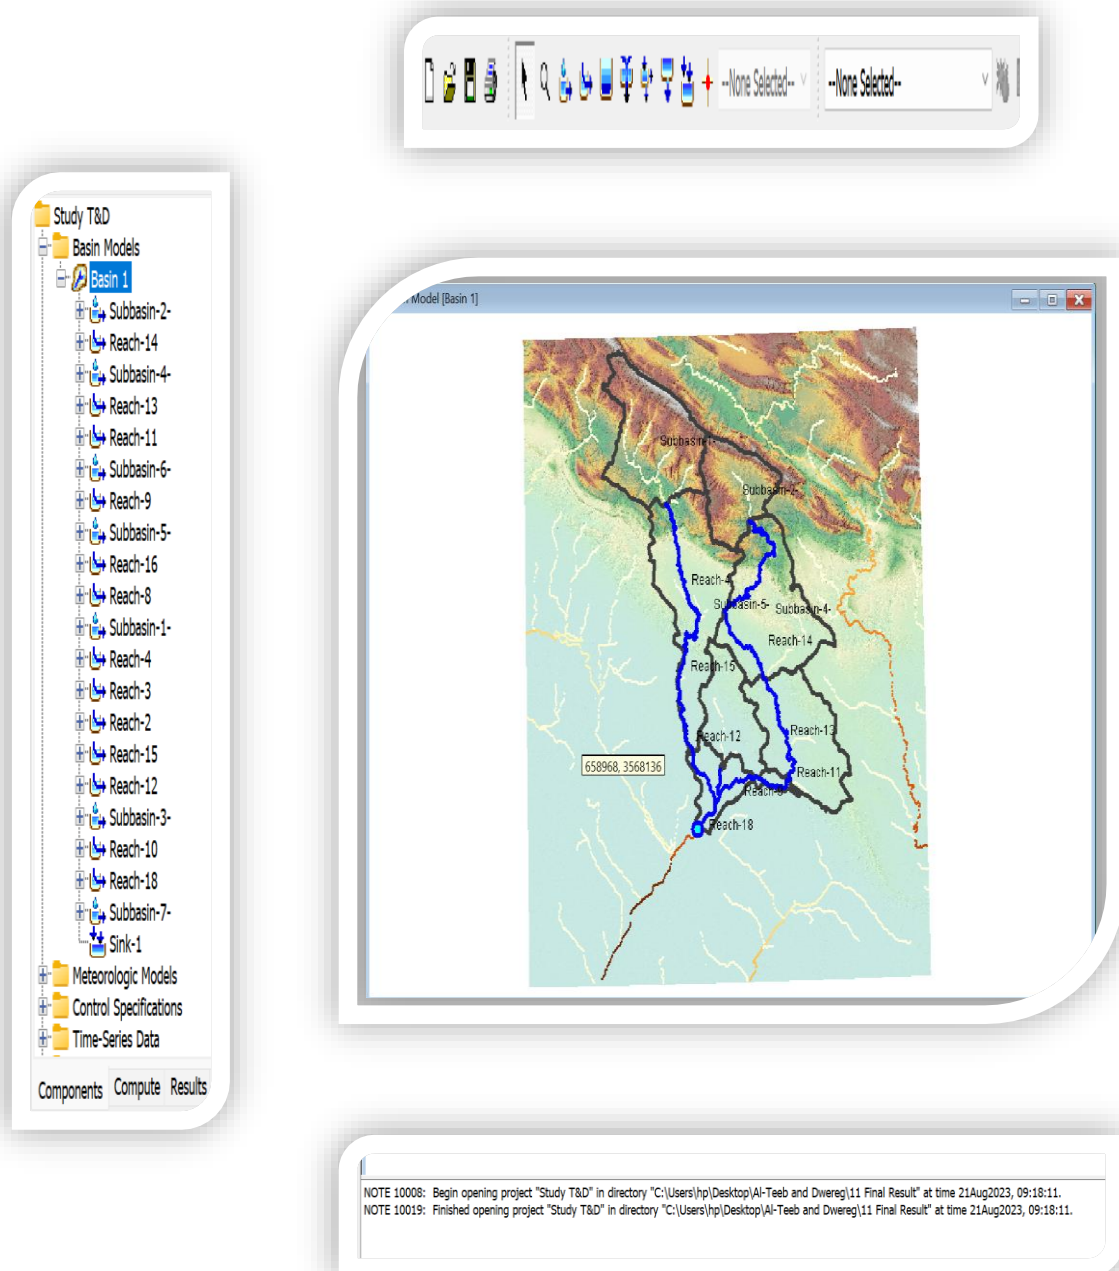 --None Selected-- --None Selected--
Study T&D
Basin Models
Basin 1
Subbasin-2-
Reach-14
Subbasin-4-
Reach-13
Reach-11
Subbasin-6-
Reach-9
Subbasin-5-
Reach-16
Reach-8
Subbasin-1-
Reach-4
Reach-3
Reach-2
Reach-15
Reach-12
Subbasin-3-
Reach-10
Reach-18
Subbasin-7-
Sink-1
Meteorologic Models
Control Specifications
Time-Series Data
Components Compute Results
Model [Basin 1]
Subbasin-1-
Subbasin-2-
Reach-4
Subbasin-5- Subbasin-4-
Reach-14
Reach-15
Reach-12 Reach-13
658968, 3568136
Reach-11
Reach-18
NOTE 10008: Begin opening project "Study T&D" in directory "C:\Users\hp\Desktop\Al-Teeb and Dwereg\11 Final Result" at time 21Aug2023, 09:18:11.
NOTE 10019: Finished opening project "Study T&D" in directory "C:\Users\hp\Desktop\Al-Teeb and Dwereg\11 Final Result" at time 21Aug2023, 09:18:11.